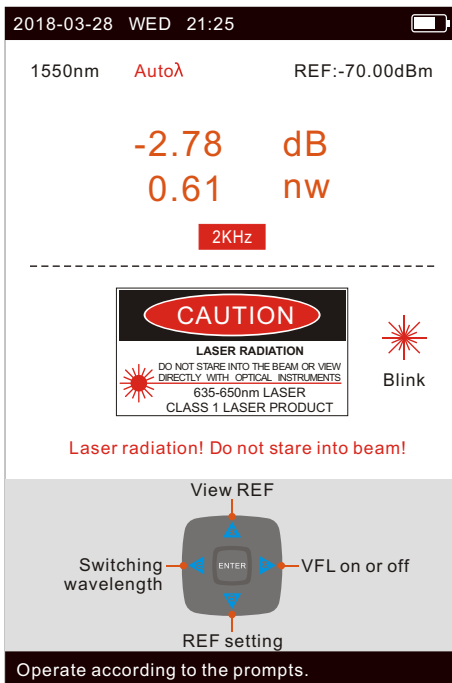 2018-03-28 WED 21:25
1550nm Autoλ REF:-70.00dBm
-2.78 dB
0.61 nw
2KHz
CAUTION
LASER RADIATION
DO NOT STARE INTO THE BEAM OR VIEW
DIRECTLY WITH OPTICAL INSTRUMENTS
635-650nm LASER
CLASS 1 LASER PRODUCT
Blink
Laser radiation! Do not stare into beam!
View REF
Switching
wavelength
ENTER
VFL on or off
REF setting
Operate according to the prompts.